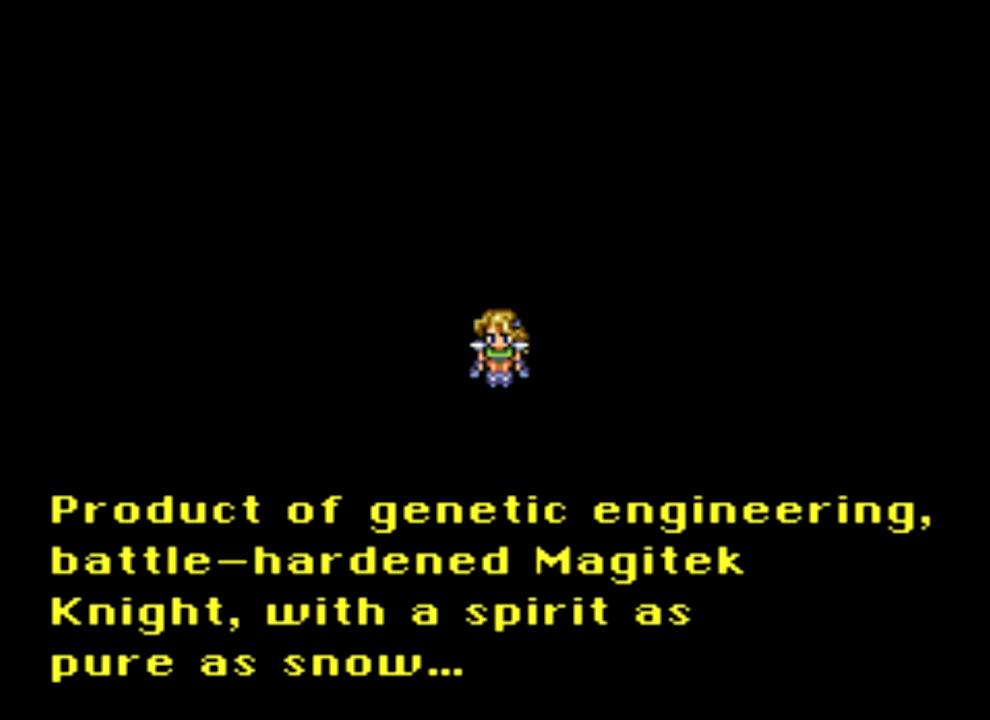 Product of genetic engineering,
battle–hardened Magitek
Knight, with a spirit as
pure as snow…